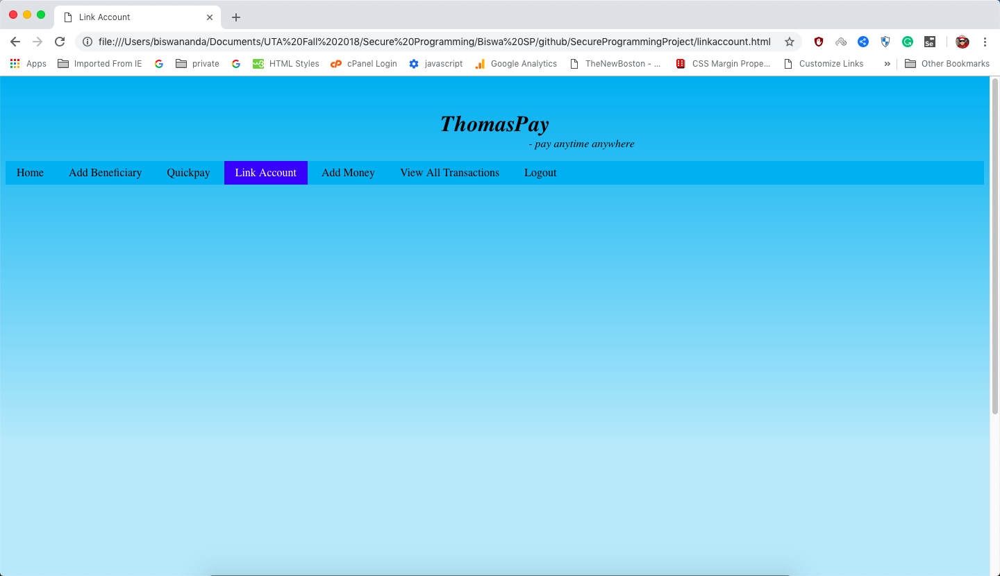 Link Account
file:///Users/biswananda/Documents/UTA%20Fall%202018/Secure%20Programming/Biswa%20SP/github/SecureProgrammingProject/linkaccount.html
Apps Imported From IE private HTML Styles cPanel Login javascript Google Analytics TheNewBoston - ... CSS Margin Prope... Customize Links » Other Bookmarks
ThomasPay
- pay anytime anywhere
Home Add Beneficiary Quickpay Link Account Add Money View All Transactions Logout